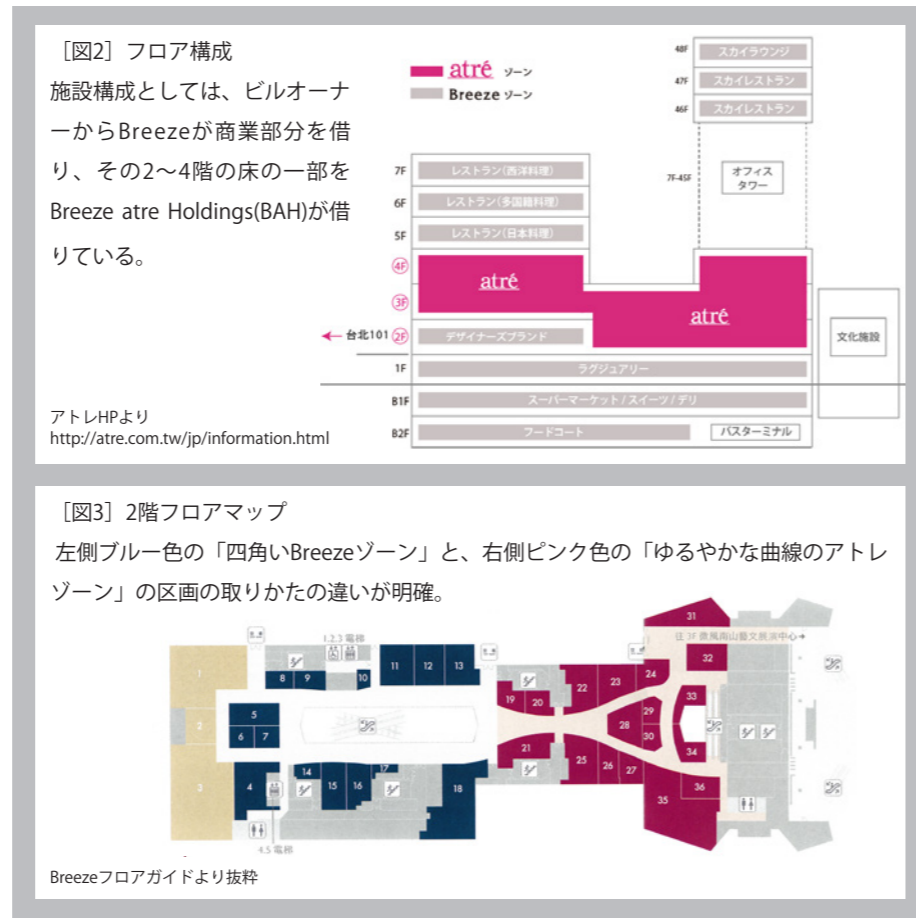 ［図2］フロア構成
施設構成としては、ビルオーナ
ーからBreezeが商業部分を借
り、その2〜4階の床の一部を
Breeze atre Holdings(BAH)が借
りている。
アトレHPより
http://atre.com.tw/jp/information.html
atré ゾーン
Breeze ゾーン
48F スカイラウンジ
47F スカイレストラン
46F スカイレストラン
7F-45F オフィス
タワー
7F レストラン(西洋料理)
6F レストラン(多国籍料理)
5F レストラン(日本料理)
4F
atré
3F
atré
台北101 2F デザイナーズブランド
文化施設
1F ラグジュアリー
B1F スーパーマーケット / スイーツ / デリ
B2F フードコート バスターミナル
［図3］2階フロアマップ
左側ブルー色の「四角いBreezeゾーン」と、右側ピンク色の「ゆるやかな曲線のアトレ
ゾーン」の区画の取りかたの違いが明確。
31
1.2.3 電梯
往 3F 微風南山藝文展演中心→
1 8 9 10 11 12 13 22 23 24 32
19 20 29 33
5
2 6 7 28
21 30 34
3 4 14 15 16 17 18 25 26 27 35 36
4.5 電梯
Breezeフロアガイドより抜粋